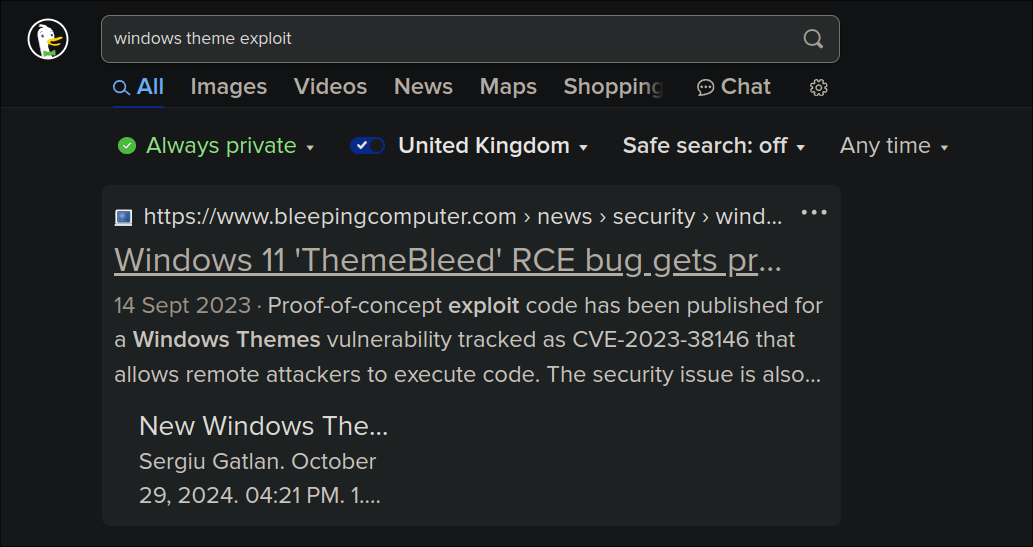 windows theme exploit
All Images Videos News Maps Shopping Chat
Always private United Kingdom Safe search: off Any time
https://www.bleepingcomputer.com › news › security › wind...
Windows 11 'ThemeBleed' RCE bug gets pr...
14 Sept 2023 · Proof-of-concept exploit code has been published for
a Windows Themes vulnerability tracked as CVE-2023-38146 that
allows remote attackers to execute code. The security issue is also...
New Windows The...
Sergiu Gatlan. October
29, 2024. 04:21 PM. 1....